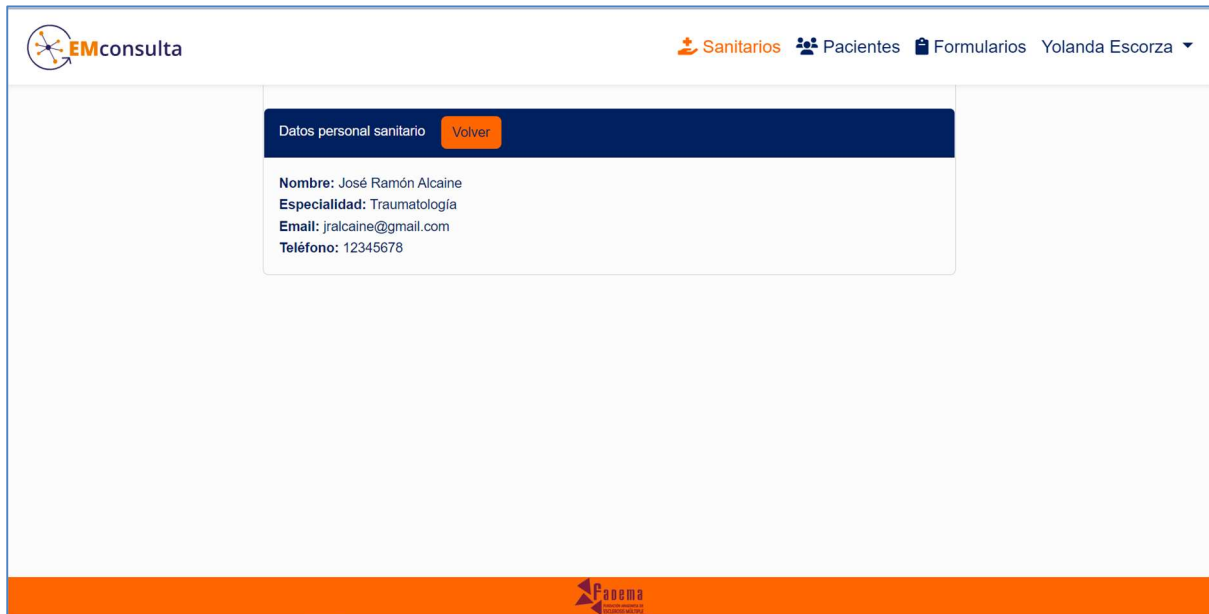 EMconsulta
Sanitarios Pacientes Formularios Yolanda Escorza
Datos personal sanitario Volver
Nombre: José Ramón Alcaine
Especialidad: Traumatología
Email: jralcaine@gmail.com
Teléfono: 12345678
Fadema